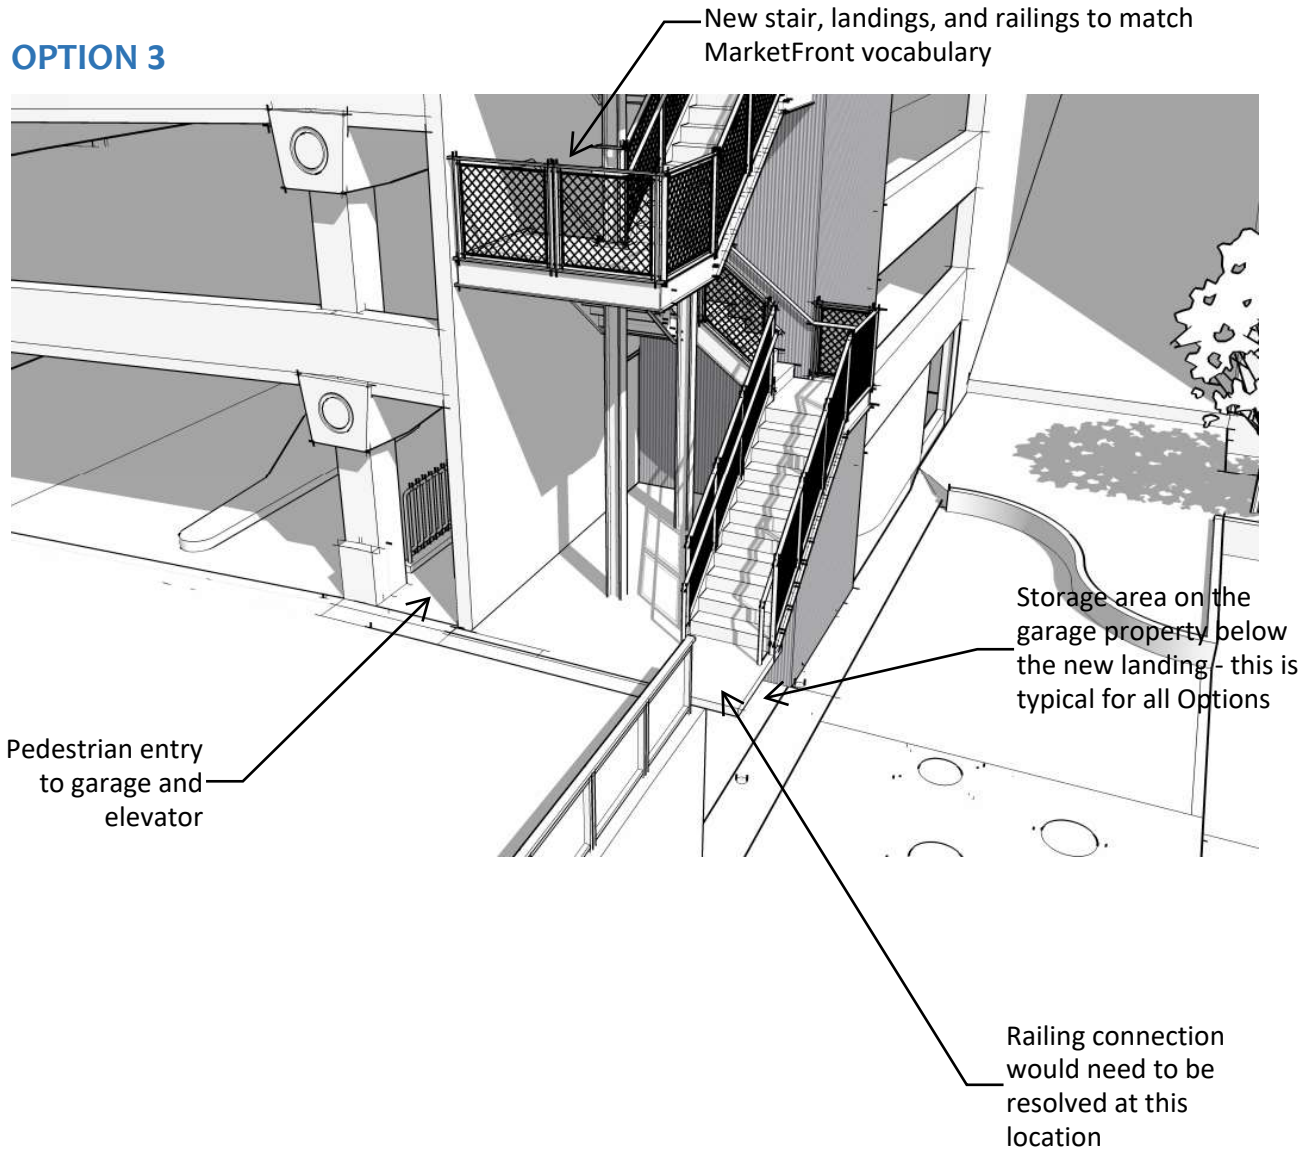 New stair, landings, and railings to match
MarketFront vocabulary
OPTION 3
Storage area on the
garage property below
the new landing - this is
typical for all Options
Pedestrian entry
to garage and
elevator
Railing connection
would need to be
resolved at this
location